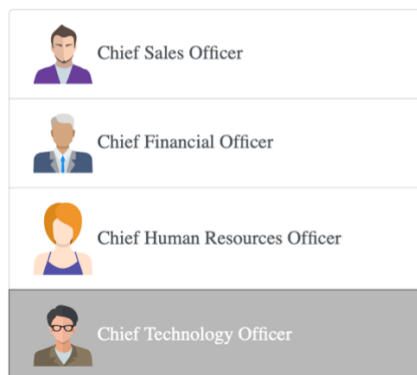 Chief Sales Officer
Chief Financial Officer
Chief Human Resources Officer
Chief Technology Officer